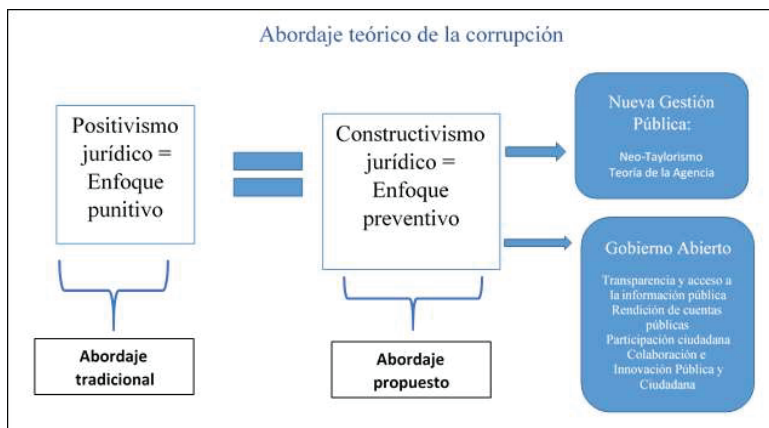 Abordaje teórico de la corrupción
Positivismo
jurídico =
Enfoque
punitivo
Abordaje
tradicional
Constructivismo
jurídico =
Enfoque
preventivo
Abordaje
propuesto
Nueva Gestión
Pública:
Neo-Taylorismo
Teoría de la Agencia
Gobierno Abierto
Transparencia y acceso a
la información pública
Rendición de cuentas
públicas
Participación ciudadana
Colaboración e
Innovación Pública y
Ciudadana